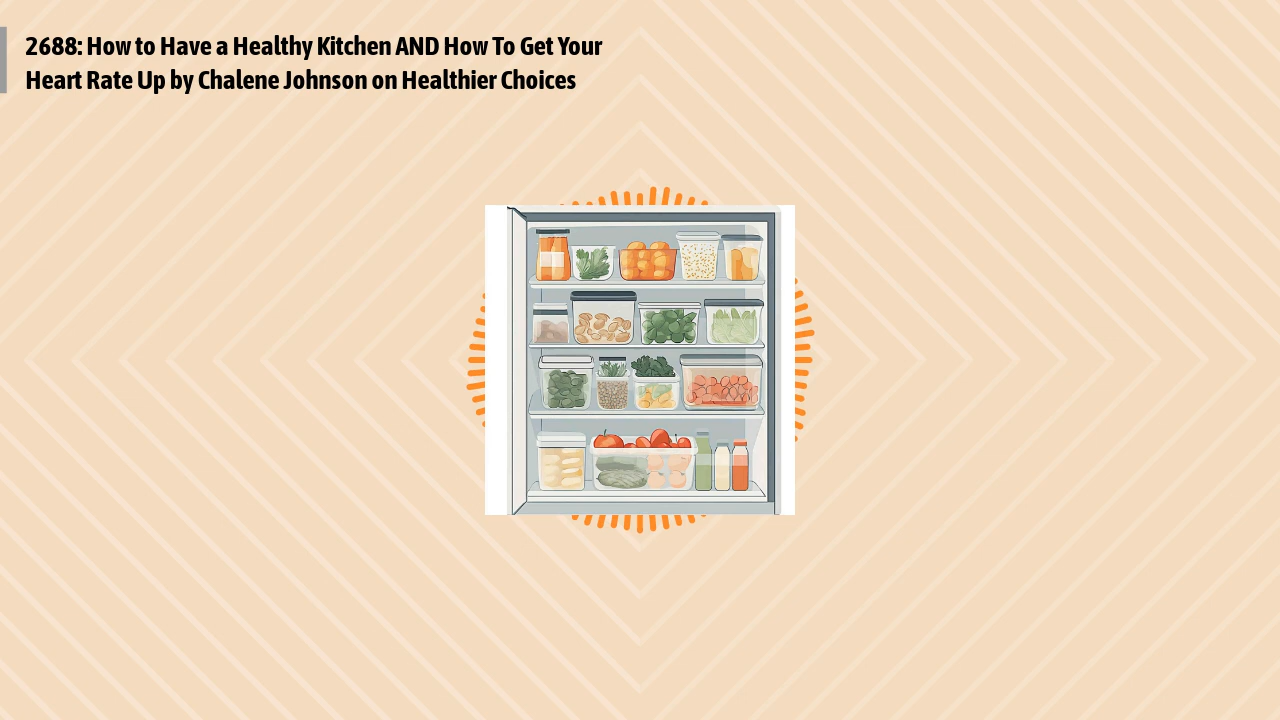 2688: How to Have a Healthy Kitchen AND How To Get Your
Heart Rate Up by Chalene Johnson on Healthier Choices